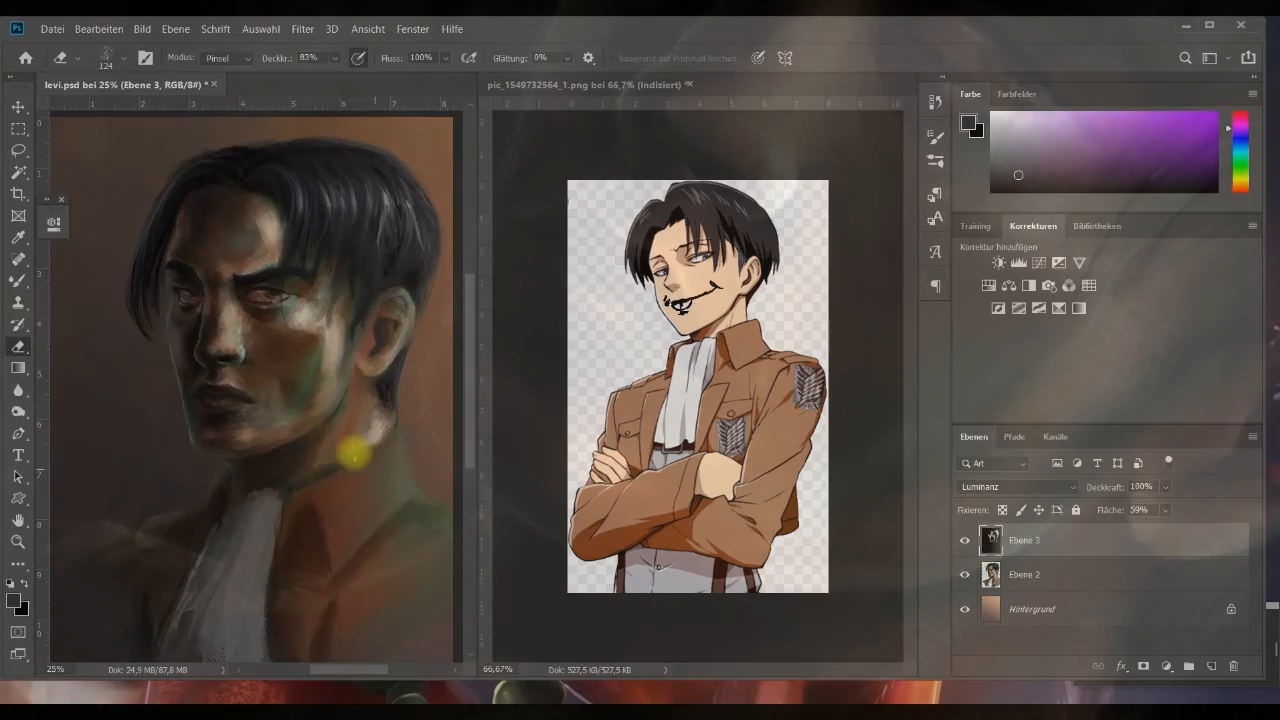 Ps Datei Bearbeiten Bild Ebene Schrift Auswahl Filter 3D Ansicht Fenster Hilfe
124 Modus: Pinsel Deckkr.: 83% Fluss: 100% Glättung: 0% Basierend auf Protokoll löschen
levi.psd bei 25% (Ebene 3, RGB/8#) * pic_1549732564_1.png bei 66,7% (Indiziert)
Farbe Farbfelder
Training Korrekturen Bibliotheken
Korrektur hinzufügen
Ebenen Pfade Kanäle
Art
Luminanz Deckkraft: 100%
Fixieren: Fläche: 59%
Ebene 3
Ebene 2
Hintergrund
25% Dok: 24,9 MB/87,8 MB 66,67% Dok: 527,5 KB/527,5 KB